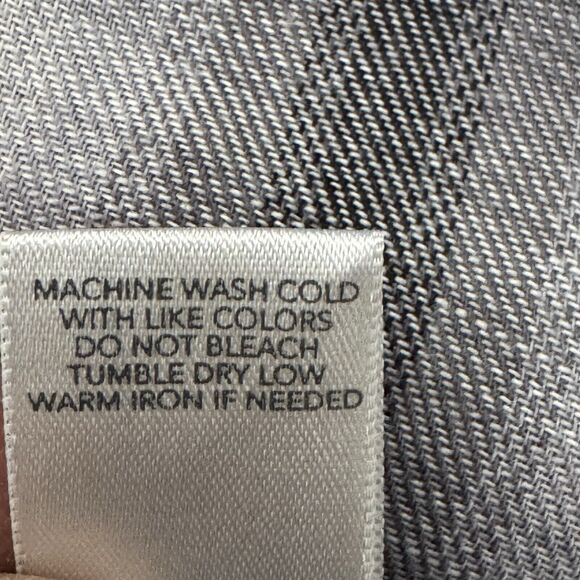 MACHINE WASH COLD
WITH LIKE COLORS
DO NOT BLEACH
TUMBLE DRY LOW
WARM IRON IF NEEDED